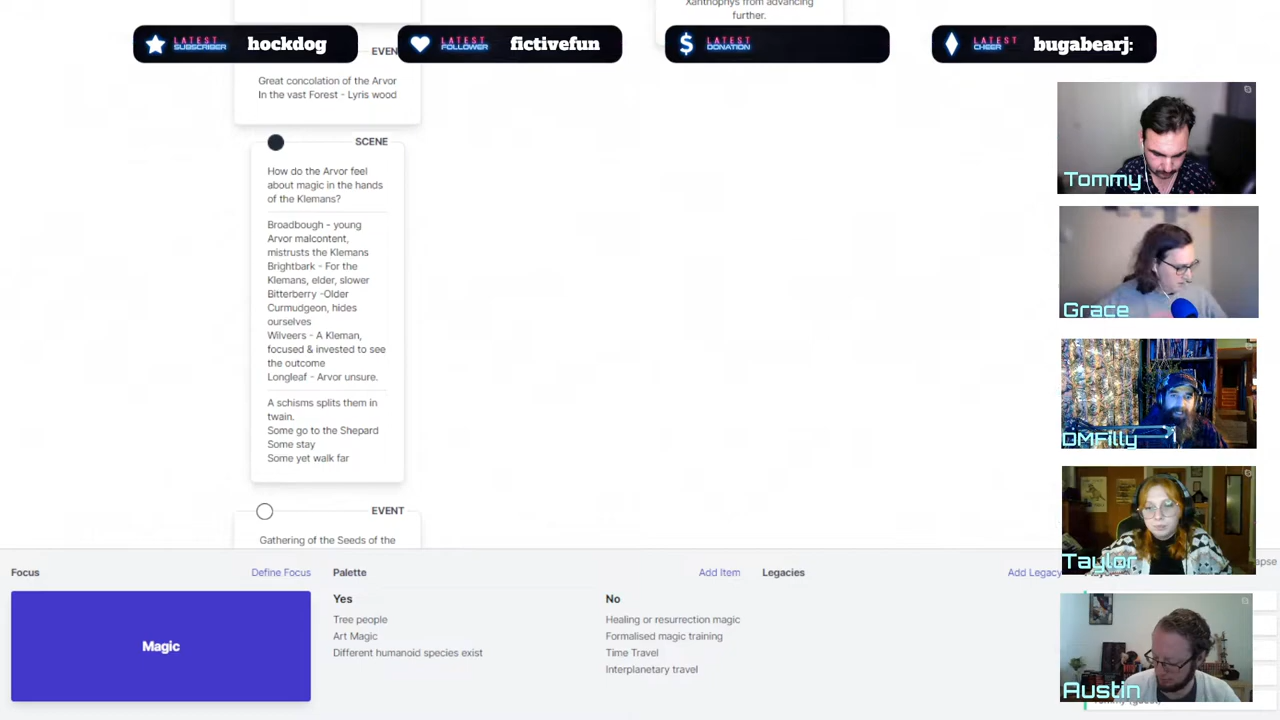 Xanthophys from advancing
further.
LATEST
SUBSCRIBER
hockdog
LATEST
FOLLOWER
fictivefun
LATEST
DONATION
LATEST
CHEER
bugabearj:
EVEN
Great concolation of the Arvor
In the vast Forest - Lyris wood
SCENE
How do the Arvor feel
about magic in the hands
of the Klemans?
Broadbough - young
Arvor malcontent,
mistrusts the Klemans
Brightbark - For the
Klemans, elder, slower
Bitterberry -Older
Curmudgeon, hides
ourselves
Wilveers - A Kleman,
focused & invested to see
the outcome
Longleaf - Arvor unsure.
A schisms splits them in
twain.
Some go to the Shepard
Some stay
Some yet walk far
EVENT
Gathering of the Seeds of the
Tommy
Grace
DMFilly
Taylor
Austin
Focus
Define Focus
Magic
Palette
Add Item
Yes
Tree people
Art Magic
Different humanoid species exist
No
Healing or resurrection magic
Formalised magic training
Time Travel
Interplanetary travel
Legacies
Add Legacy
apse